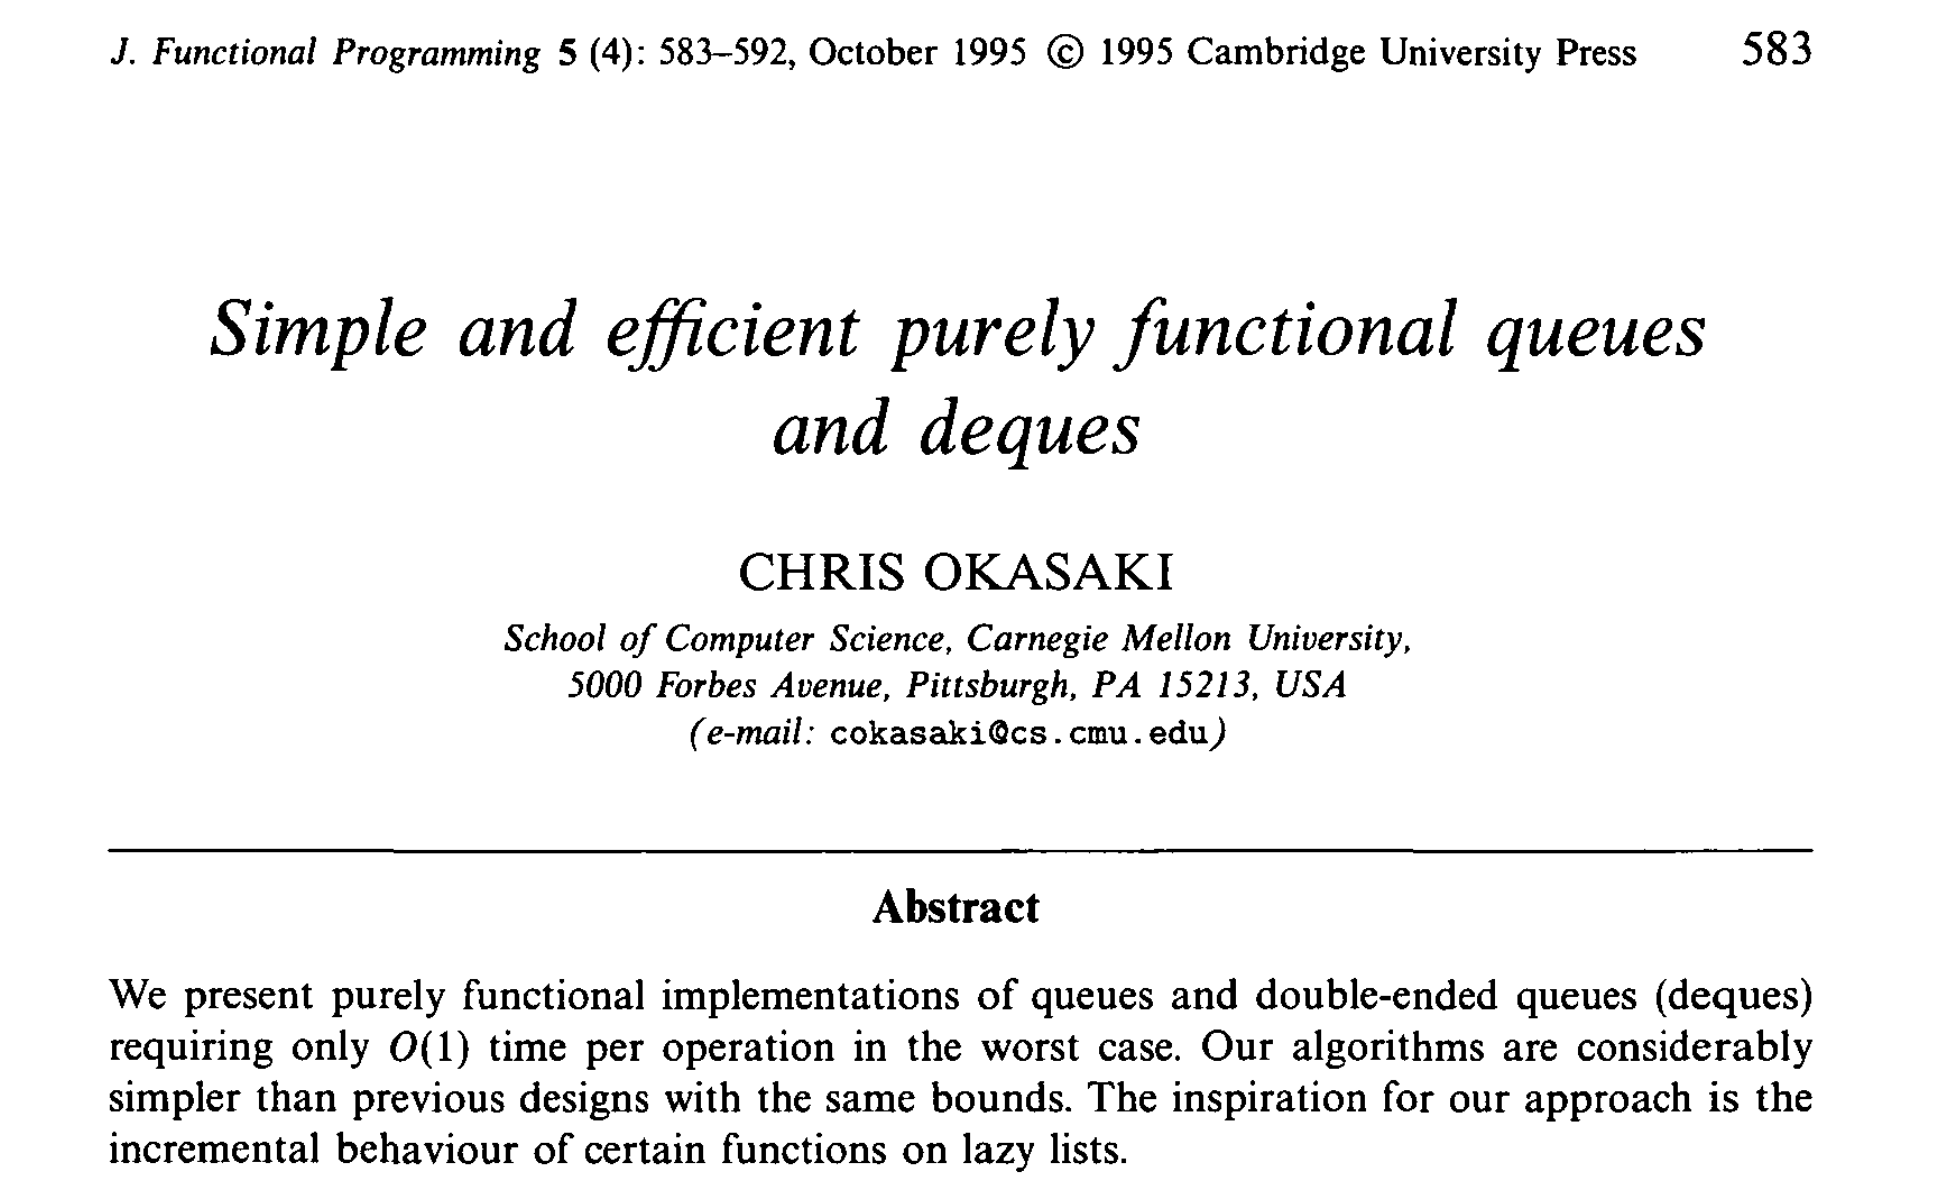 J. Functional Programming 5 (4): 583–592, October 1995 © 1995 Cambridge University Press 583
Simple and efficient purely functional queues
and deques
CHRIS OKASAKI
School of Computer Science, Carnegie Mellon University,
5000 Forbes Avenue, Pittsburgh, PA 15213, USA
(e-mail: cokasaki@cs.cmu.edu)
Abstract
We present purely functional implementations of queues and double-ended queues (deques)
requiring only O(1) time per operation in the worst case. Our algorithms are considerably
simpler than previous designs with the same bounds. The inspiration for our approach is the
incremental behaviour of certain functions on lazy lists.